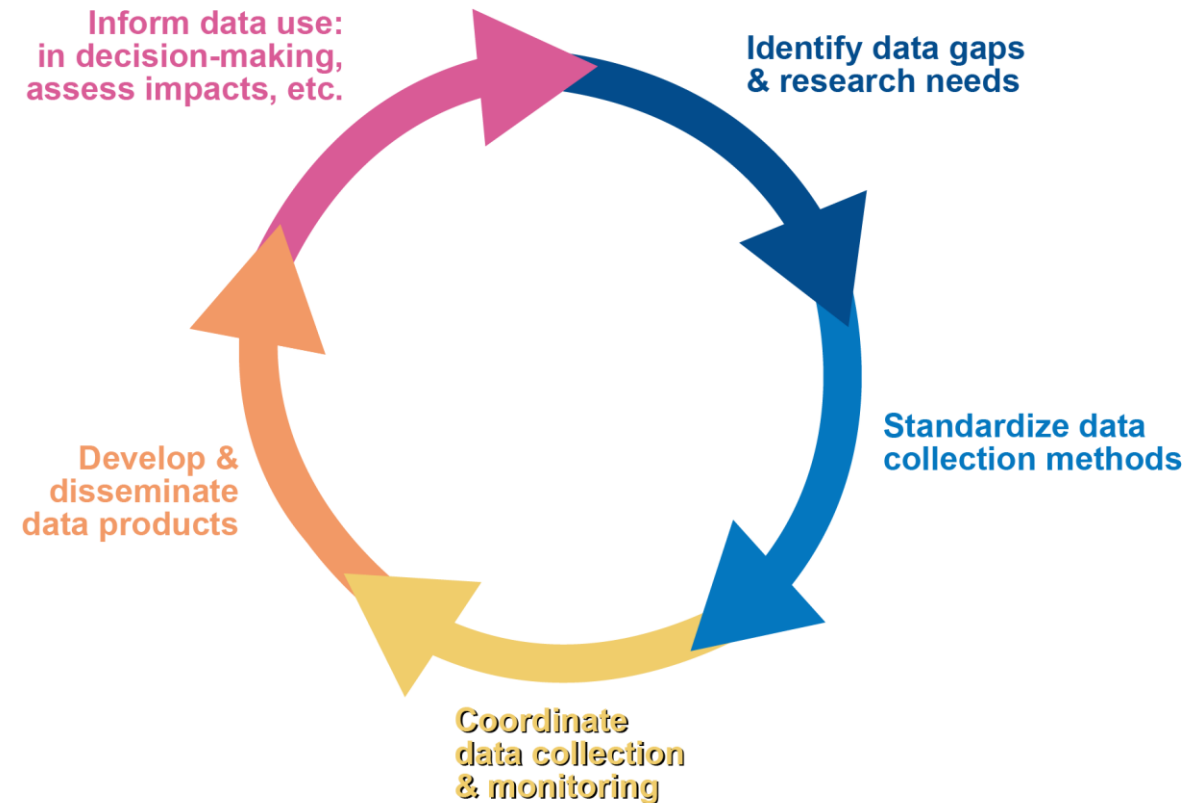 Inform data use:
in decision-making,
assess impacts, etc.
Identify data gaps
& research needs
Standardize data
collection methods
Coordinate
data collection
& monitoring
Develop &
disseminate
data products